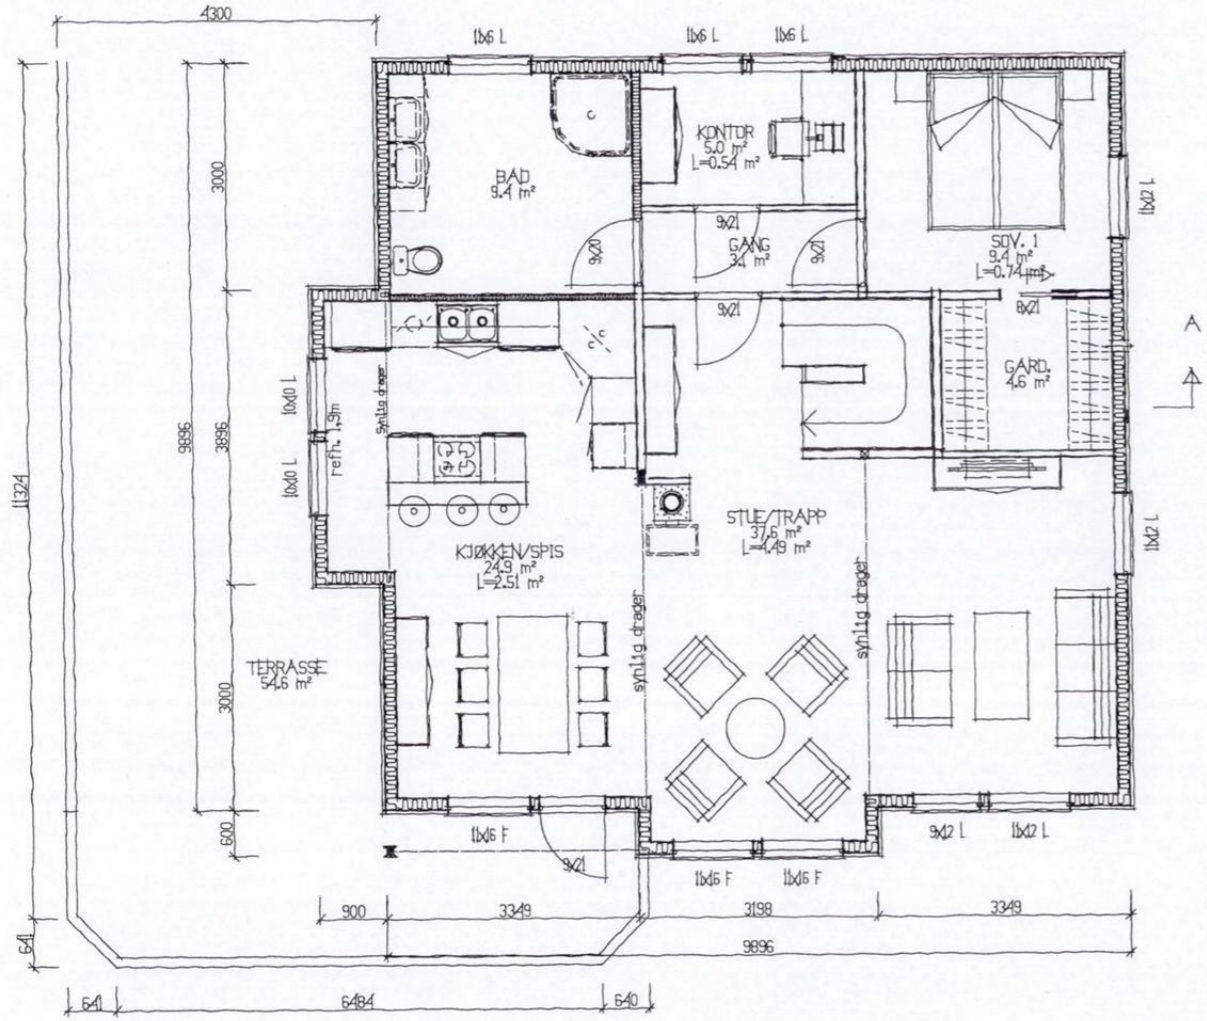 4300
11x6 L
11x6 L
11x6 L
KONTOR
5.0 m²
L=0.54 m²
BAD
9.4 m²
3000
11x12 L
9x21
GANG
3.1 m²
9x20
9x21
SOV. 1
9.4 m²
L=0.74 m²
9x21
8x21
A
GARD.
4.6 m²
synlig drager
10x10 L
refh. 1,9m
9896
3896
10x10 L
11324
STUE/TRAPP
37.6 m²
L=4.49 m²
11x12 L
KJØKKEN/SPIS
24.9 m²
L=2.51 m²
synlig drager
synlig drager
TERRASSE
54.6 m²
3000
600
11x16 F
9x21
9x12 L
11x12 L
11x16 F
11x16 F
900
3349
3198
3349
641
9896
641
6484
640